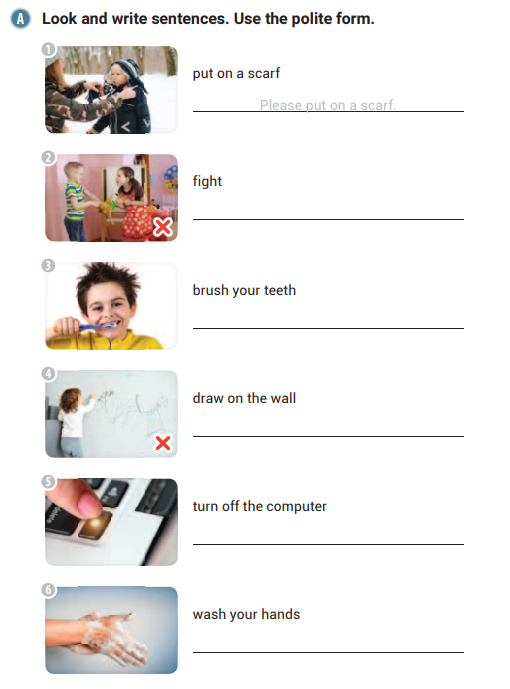 A Look and write sentences. Use the polite form.
1
put on a scarf
Please put on a scarf.
2
fight
3
brush your teeth
4
draw on the wall
5
turn off the computer
6
wash your hands